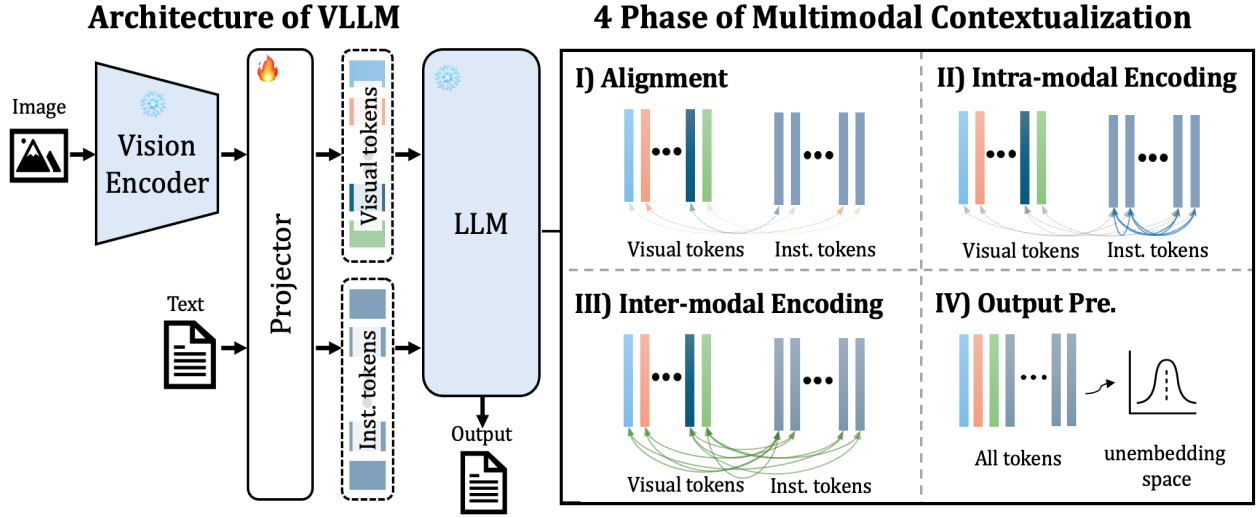 Architecture of VLLM
4 Phase of Multimodal Contextualization
Image
Vision
Encoder
Text
Projector
Visual tokens
Inst. tokens
LLM
Output
I) Alignment
Visual tokens
Inst. tokens
II) Intra-modal Encoding
Visual tokens
Inst. tokens
III) Inter-modal Encoding
Visual tokens
Inst. tokens
IV) Output Pre.
All tokens
unembedding
space